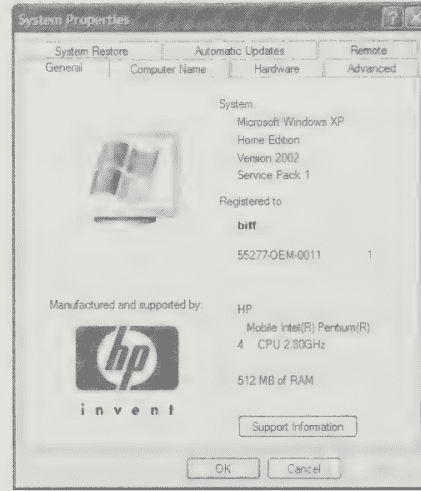 System Properties
System Restore Automatic Updates Remote
General Computer Name Hardware Advanced
System:
Microsoft Windows XP
Home Edition
Version 2002
Service Pack 1
Registered to
biff
55277-OEM-0011 1
Manufactured and supported by:
HP
Mobile Intel(R) Pentium(R)
4 CPU 2.80GHz
512 MB of RAM
hp
invent
Support Information
OK Cancel